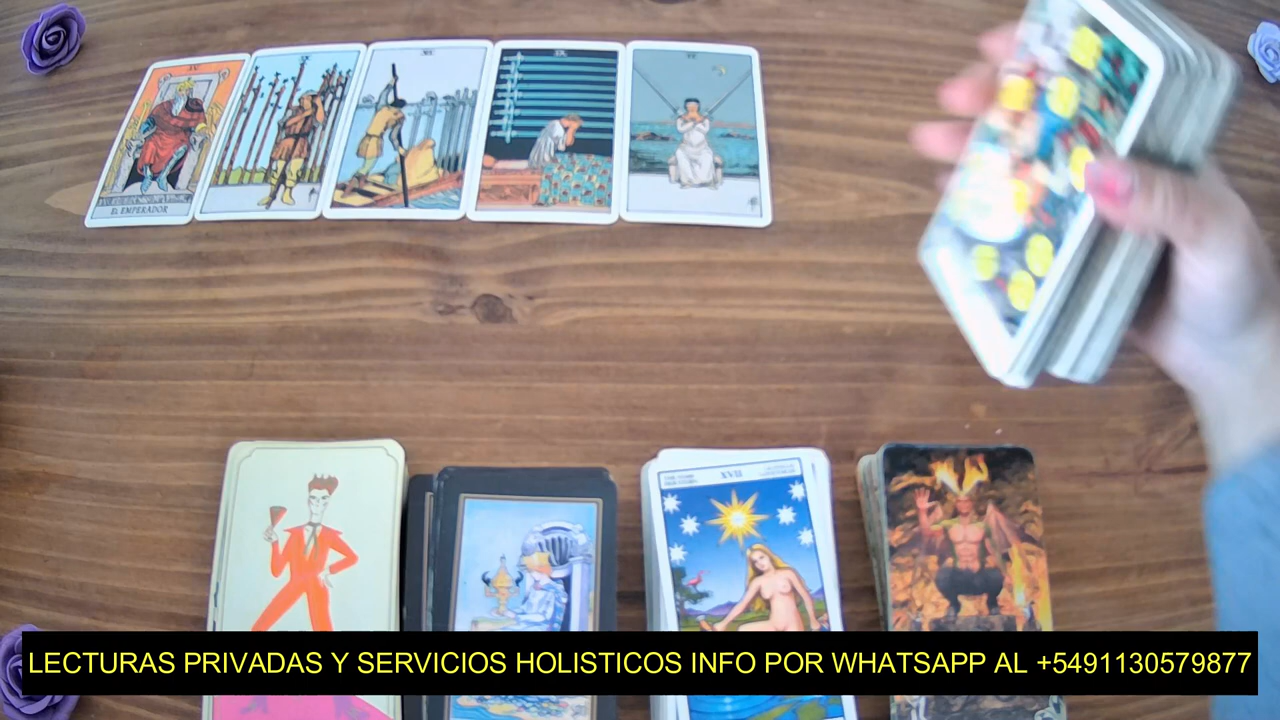 EL EMPERADOR
XVII
LECTURAS PRIVADAS Y SERVICIOS HOLISTICOS INFO POR WHATSAPP AL +5491130579877